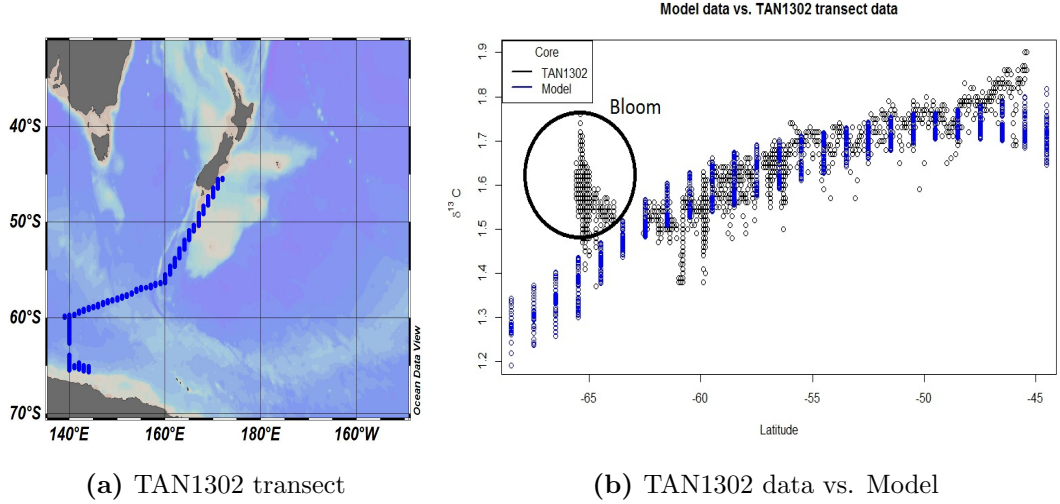 40°S
50°S
60°S
70°S
140°E
160°E
180°E
160°W
Ocean Data View
(a) TAN1302 transect
Model data vs. TAN1302 transect data
Core
TAN1302
Model
Bloom
δ¹³ C
1.9
1.8
1.7
1.6
1.5
1.4
1.3
1.2
-65
-60
-55
-50
-45
Latitude
(b) TAN1302 data vs. Model